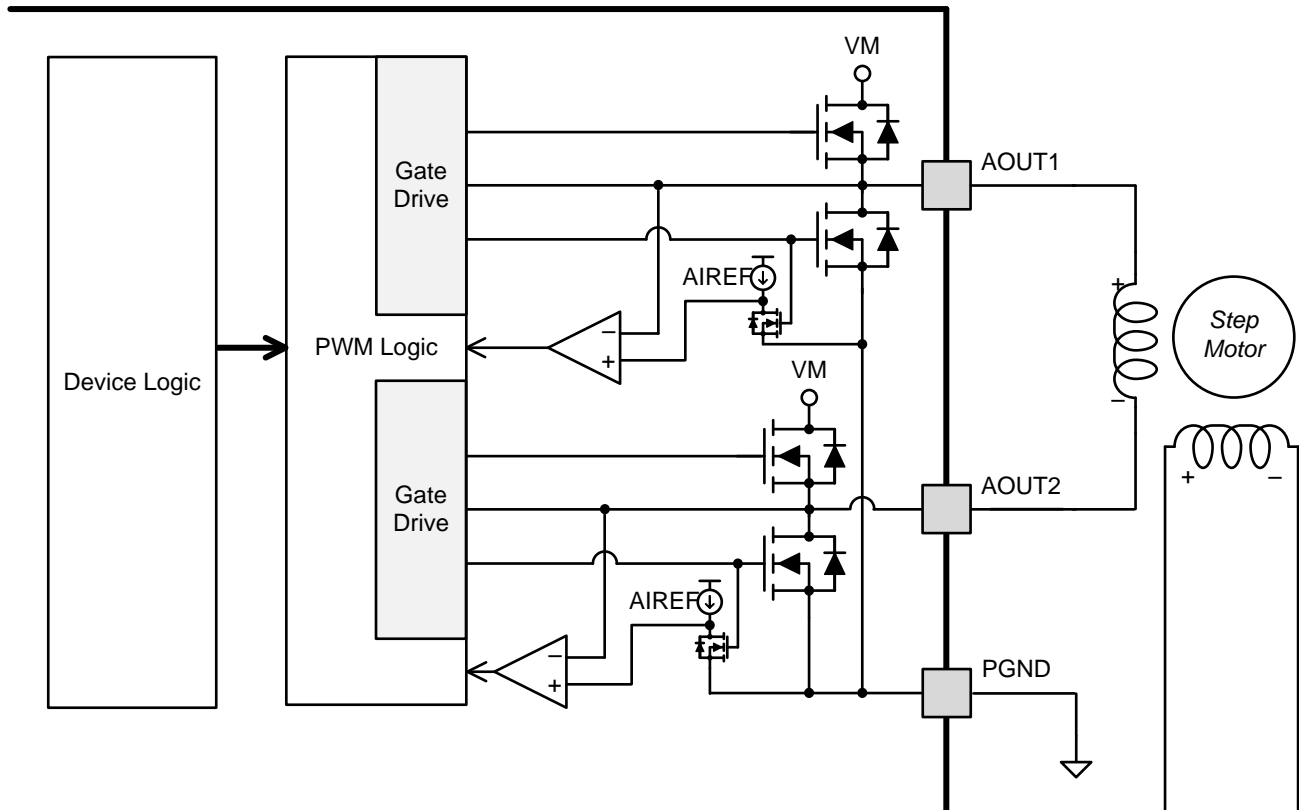 VM
AOUT1
Gate
Drive
AIREF
+
Step
Motor
−
+
PWM Logic
Device Logic
VM
−
+
−
Gate
Drive
AOUT2
AIREF
−
+
PGND